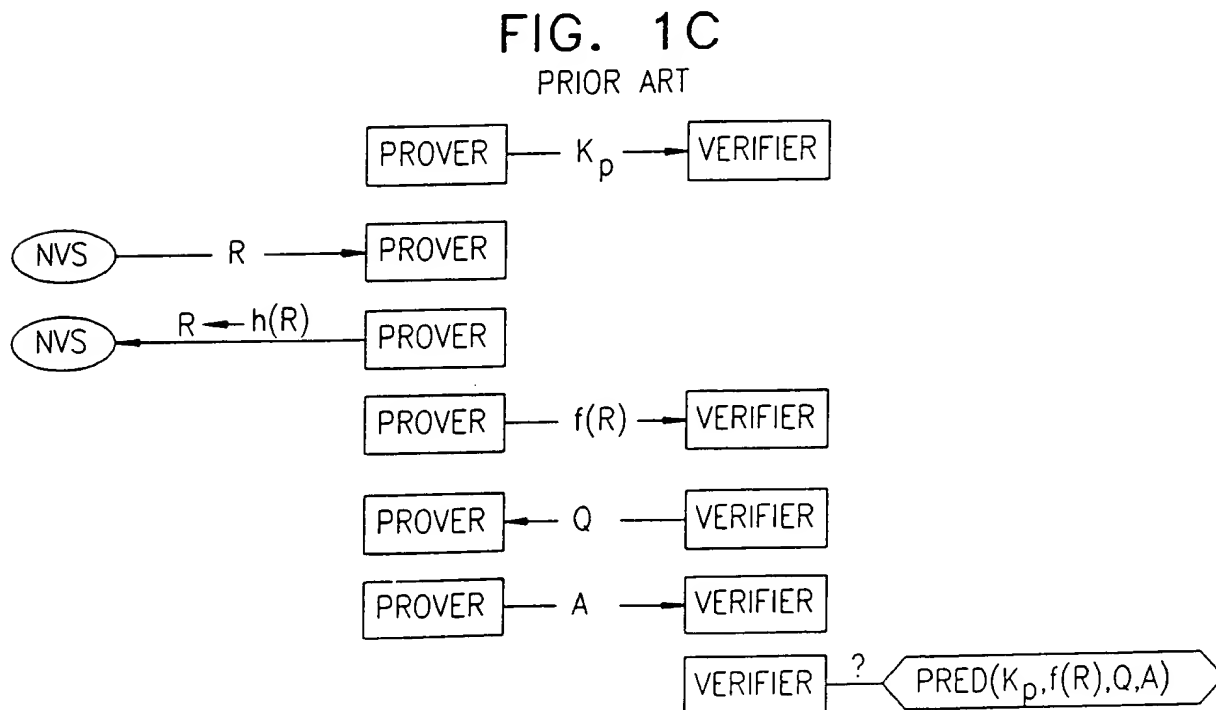 FIG. 1C
PRIOR ART
PROVER K_p VERIFIER
NVS R PROVER
NVS R ← h(R) PROVER
PROVER f(R) VERIFIER
PROVER Q VERIFIER
PROVER A VERIFIER
VERIFIER ? PRED(K_p,f(R),Q,A)